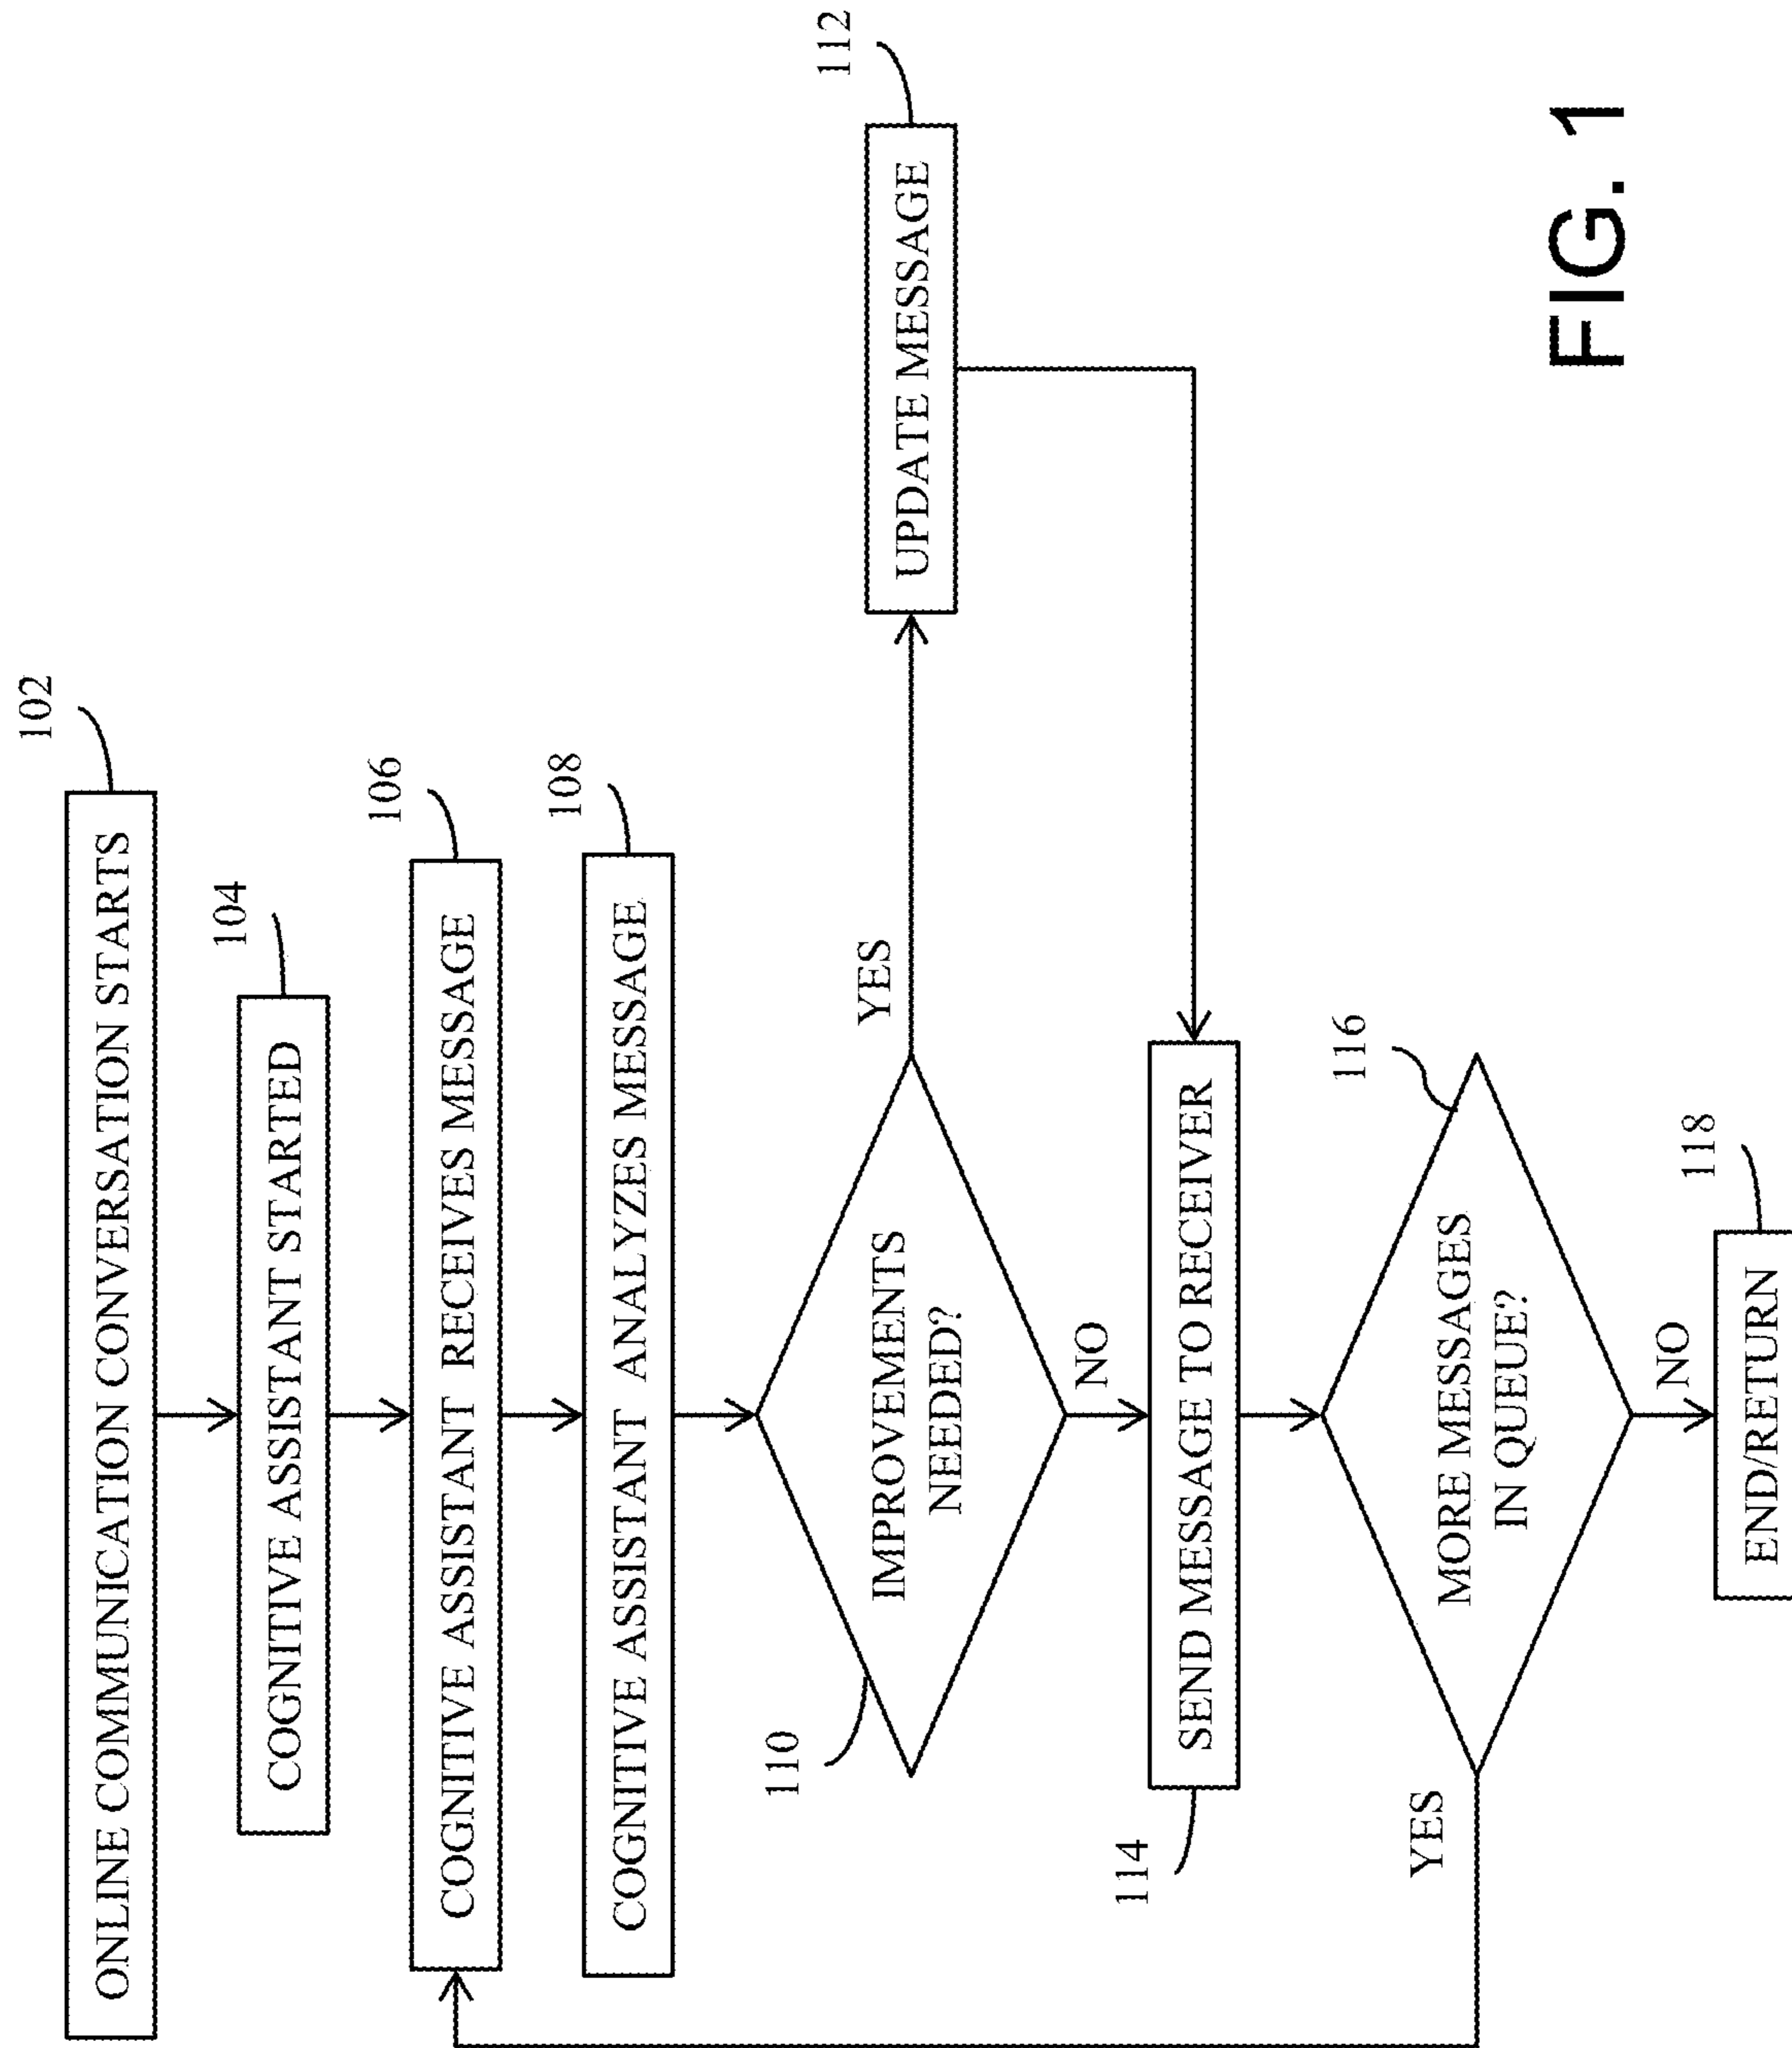 102
ONLINE COMMUNICATION CONVERSATION STARTS
104
COGNITIVE ASSISTANT STARTED
106
COGNITIVE ASSISTANT RECEIVES MESSAGE
108
COGNITIVE ASSISTANT ANALYZES MESSAGE
110
IMPROVEMENTS
NEEDED?
YES
112
UPDATE MESSAGE
NO
114
SEND MESSAGE TO RECEIVER
116
MORE MESSAGES
IN QUEUE?
YES
NO
118
END/RETURN
FIG. 1